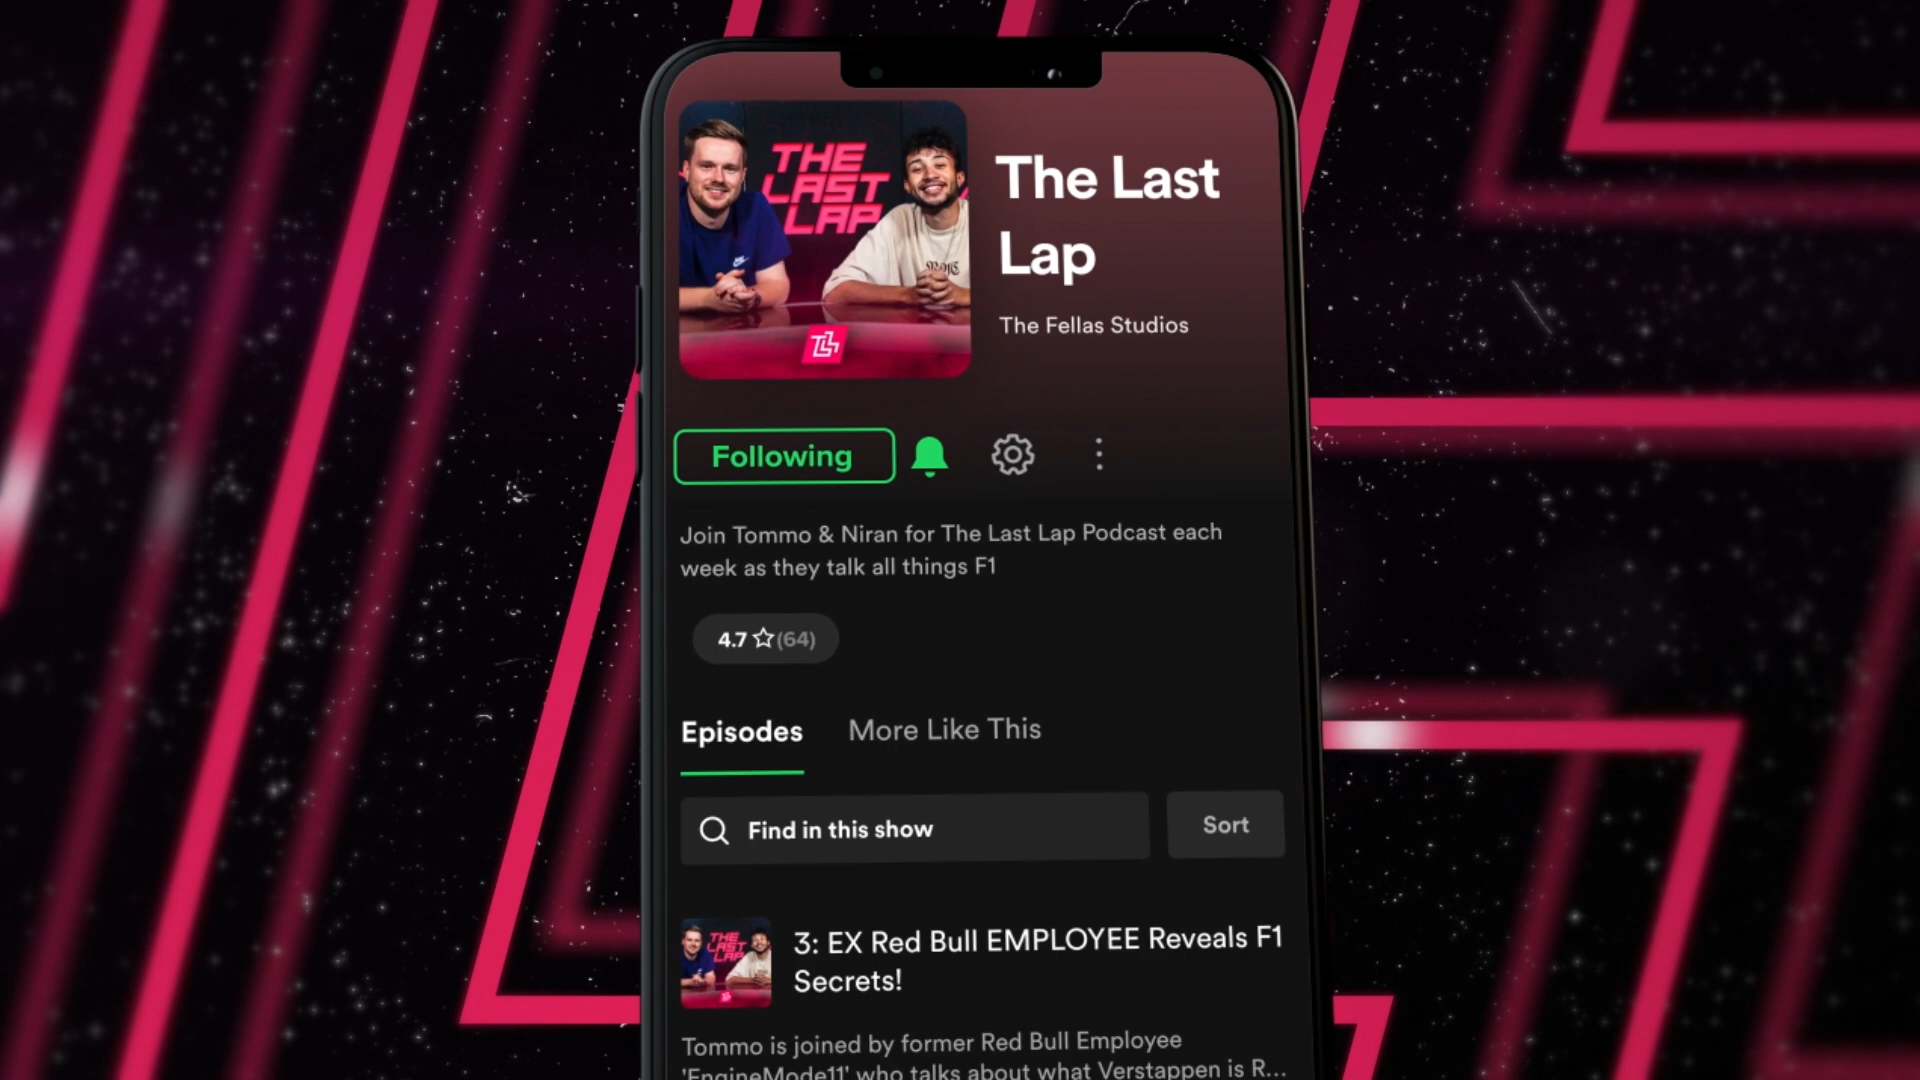 THE
LAST
LAP
The Last
Lap
The Fellas Studios
Following
Join Tommo & Niran for The Last Lap Podcast each
week as they talk all things F1
4.7 (64)
Episodes
More Like This
Find in this show
Sort
THE
LAST
LAP
3: EX Red Bull EMPLOYEE Reveals F1
Secrets!
Tommo is joined by former Red Bull Employee
'EngineMode11' who talks about what Verstappen is R...